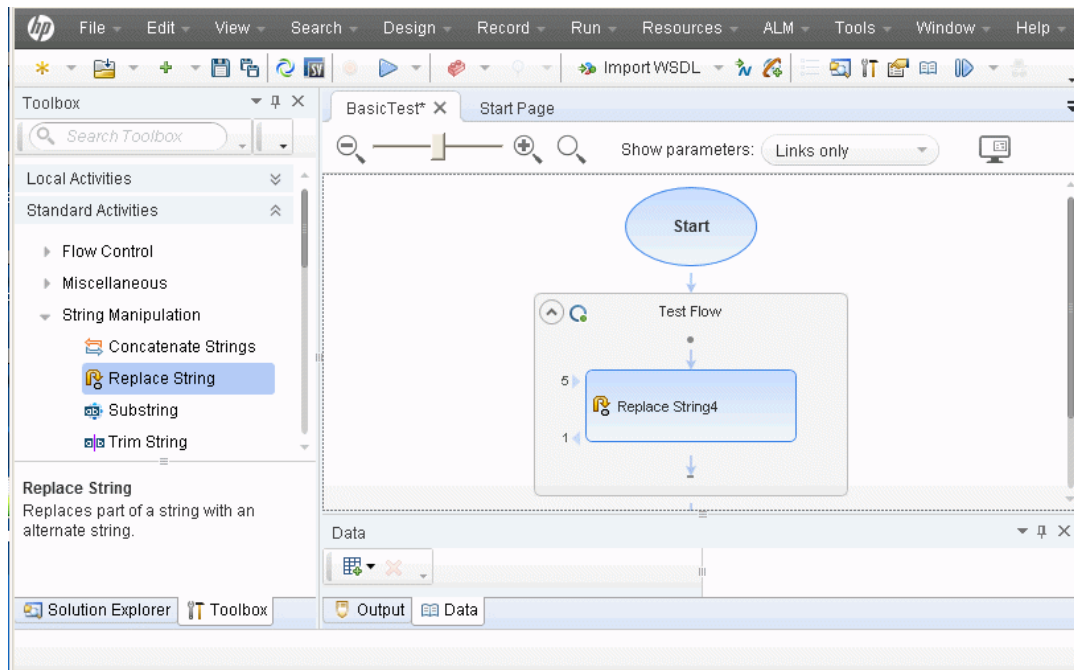 hp File Edit View Search Design Record Run Resources ALM Tools Window Help
Import WSDL
Toolbox
Search Toolbox
Local Activities
Standard Activities
Flow Control
Miscellaneous
String Manipulation
Concatenate Strings
Replace String
Substring
Trim String
Replace String
Replaces part of a string with an
alternate string.
Solution Explorer Toolbox
BasicTest* Start Page
Show parameters: Links only
Start
Test Flow
5
Replace String4
1
Data
Output Data